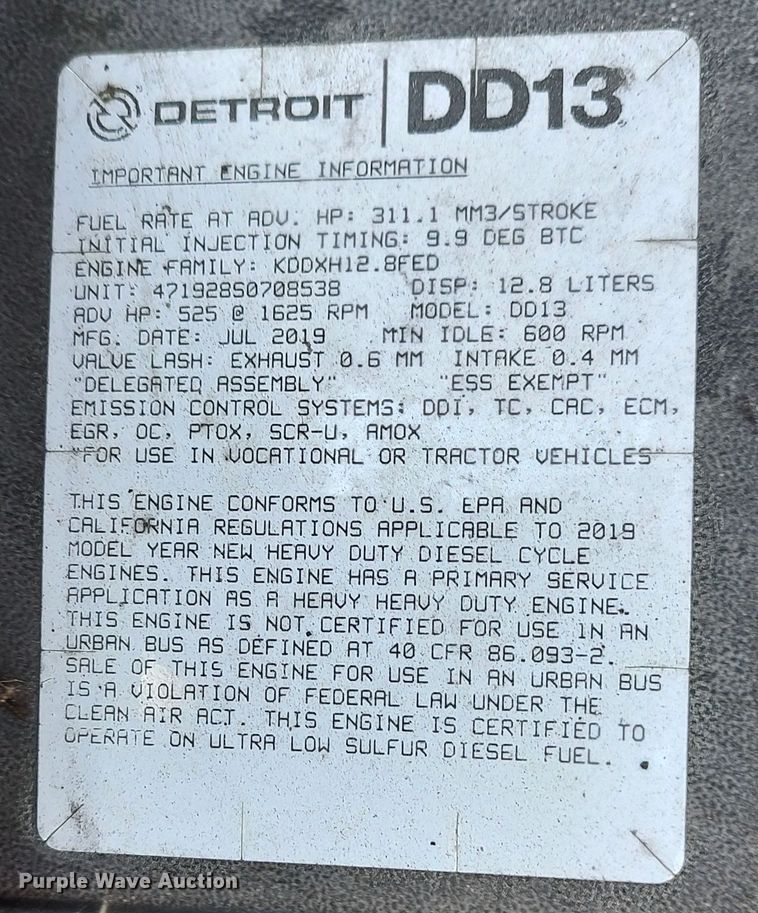 DETROIT DD13
IMPORTANT ENGINE INFORMATION
FUEL RATE AT ADV. HP: 311.1 MM3/STROKE
INITIAL INJECTION TIMING: 9.9 DEG BTC
ENGINE FAMILY: KDDXH12.8FED
UNIT: 471928S0708538 DISP: 12.8 LITERS
ADV HP: 525 @ 1625 RPM MODEL: DD13
MFG. DATE: JUL 2019 MIN IDLE: 600 RPM
VALVE LASH: EXHAUST 0.6 MM INTAKE 0.4 MM
"DELEGATED ASSEMBLY" "ESS EXEMPT"
EMISSION CONTROL SYSTEMS: DDI, TC, CAC, ECM,
EGR, OC, PTOX, SCR-U, AMOX
"FOR USE IN VOCATIONAL OR TRACTOR VEHICLES"
THIS ENGINE CONFORMS TO U.S. EPA AND
CALIFORNIA REGULATIONS APPLICABLE TO 2019
MODEL YEAR NEW HEAVY DUTY DIESEL CYCLE
ENGINES. THIS ENGINE HAS A PRIMARY SERVICE
APPLICATION AS A HEAVY HEAVY DUTY ENGINE.
THIS ENGINE IS NOT CERTIFIED FOR USE IN AN
URBAN BUS AS DEFINED AT 40 CFR 86.093-2.
SALE OF THIS ENGINE FOR USE IN AN URBAN BUS
IS A VIOLATION OF FEDERAL LAW UNDER THE
CLEAN AIR ACT. THIS ENGINE IS CERTIFIED TO
OPERATE ON ULTRA LOW SULFUR DIESEL FUEL.
Purple Wave Auction